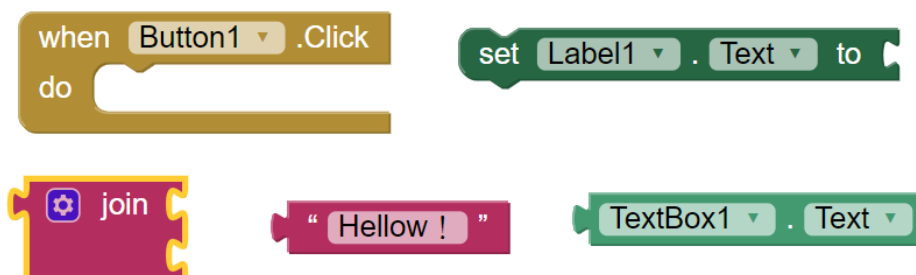 when Button1 .Click
do
set Label1 . Text to
join
“ Hellow！ ”
TextBox1 . Text